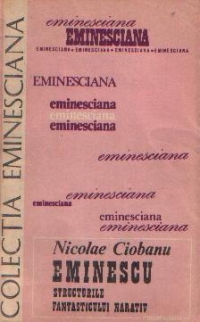 COLECȚIA EMINESCIANA
eminesciana
EMINESCIANA
EMINESCIANA • EMINESCIANA • EMINESCIANA • EMINESCIANA
EMINESCIANA
eminesciana
eminesciana
eminesciana
eminesciana
eminesciana
eminesciana
eminesciana
eminesciana
Nicolae Ciobanu
EMINESCU
STRUCTURILE
FANTASTICULUI NARATIV